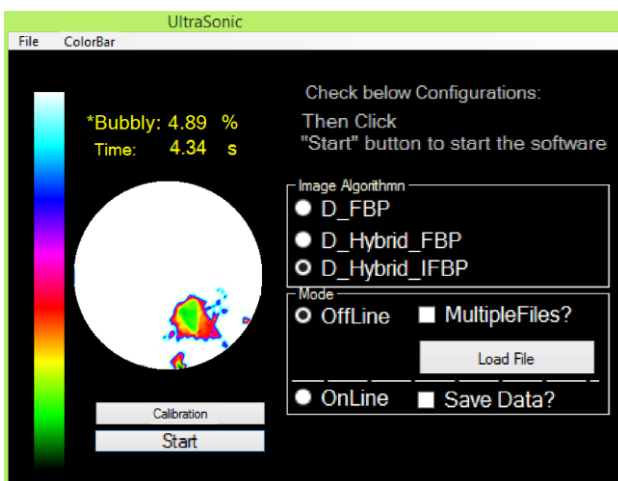 UltraSonic
File ColorBar
Check below Configurations:
Then Click
"Start" button to start the software
*Bubbly: 4.89 %
Time: 4.34 s
Image Algorithmn
D_FBP
D_Hybrid_FBP
D_Hybrid_IFBP
Mode
OffLine MultipleFiles?
Load File
OnLine Save Data?
Calibration
Start